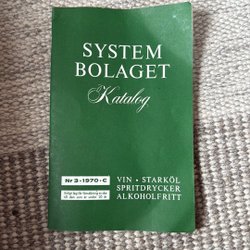 SYSTEM
BOLAGET
Katalog
Nr 3 • 1970 • C
VIN • STARKÖL
SPRITDRYCKER
ALKOHOLFRITT